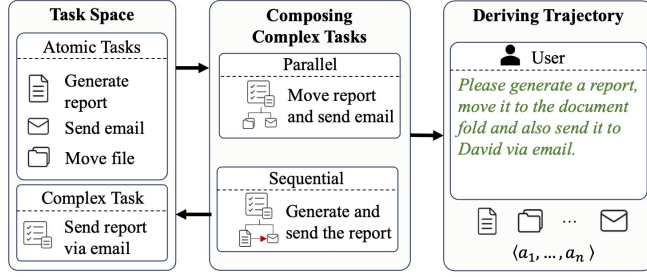 Task Space
Atomic Tasks
Generate
report
Send email
Move file
Complex Task
Send report
via email
Composing
Complex Tasks
Parallel
Move report
and send email
Sequential
Generate and
send the report
Deriving Trajectory
User
Please generate a report,
move it to the document
fold and also send it to
David via email.
...
⟨a₁, ..., aₙ ⟩